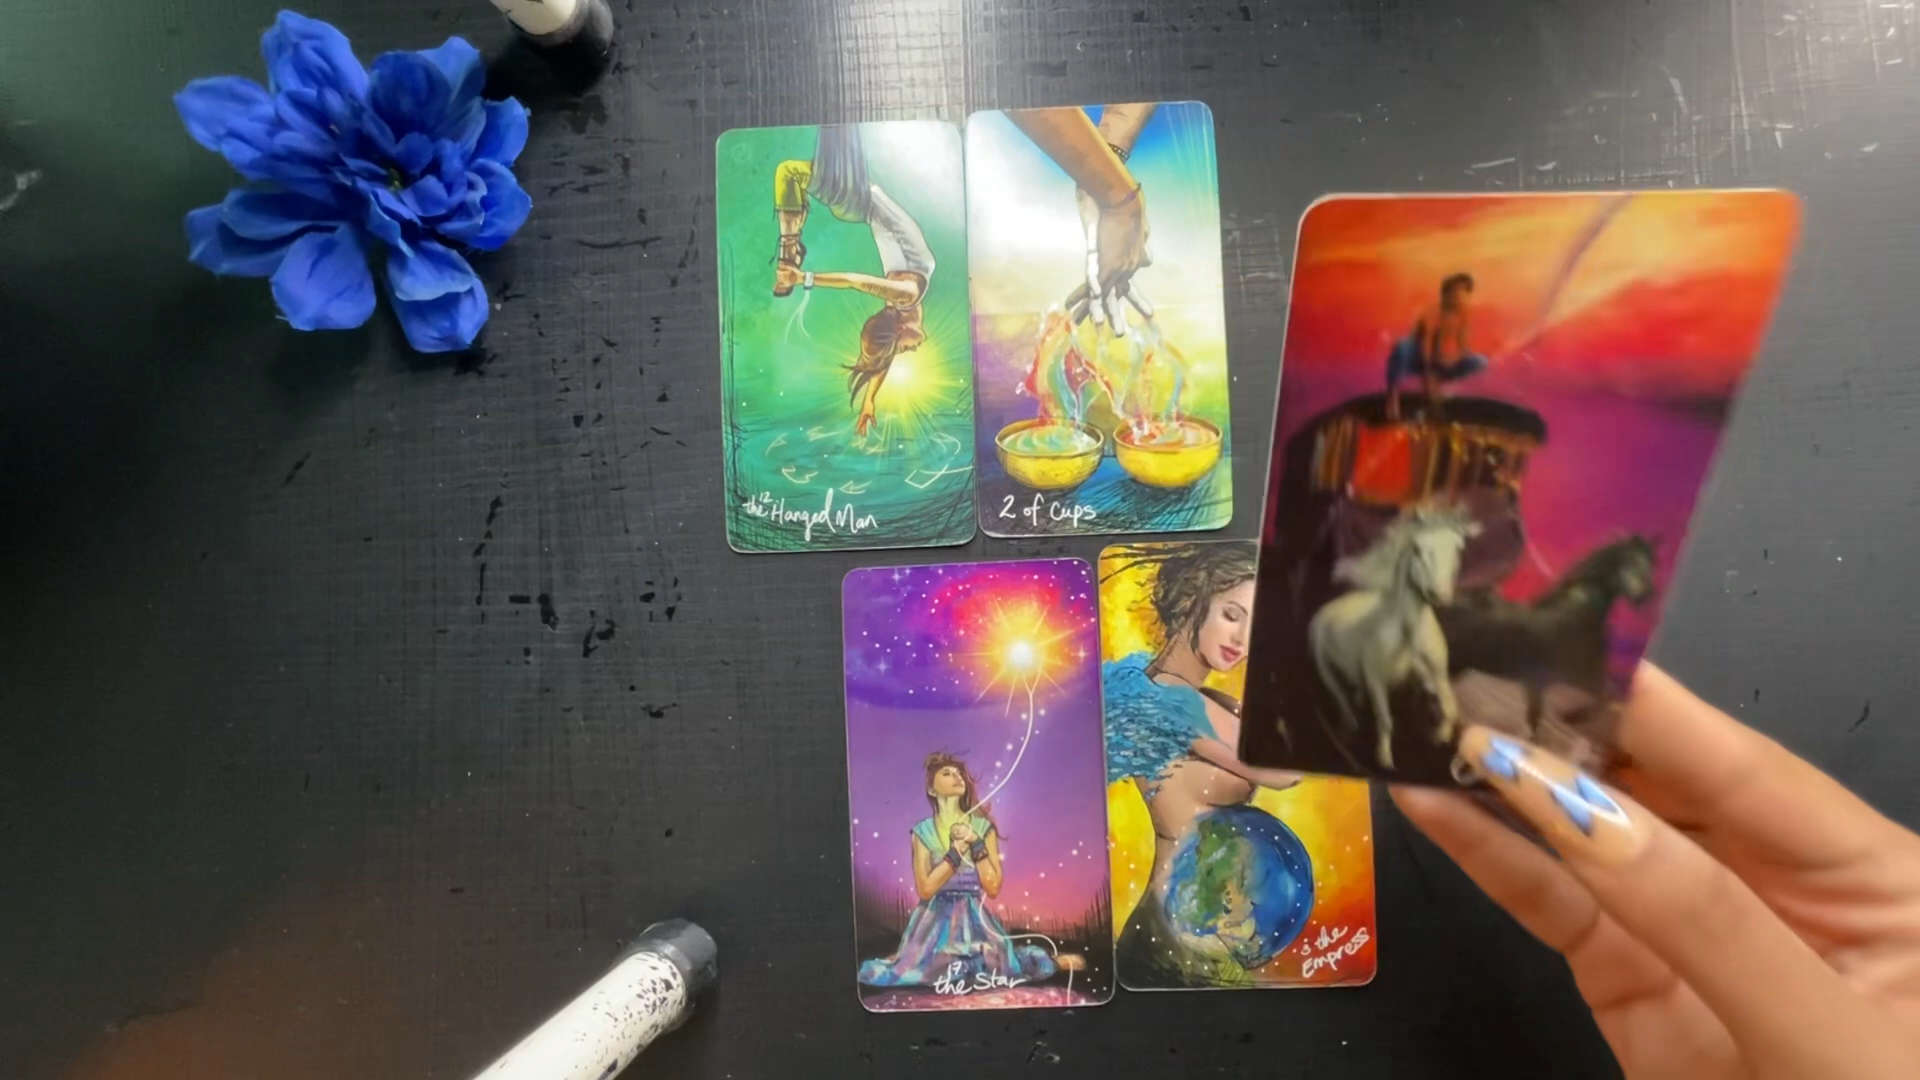 the 12 Hanged Man
2 of Cups
the 17 Star
3 the
Empress